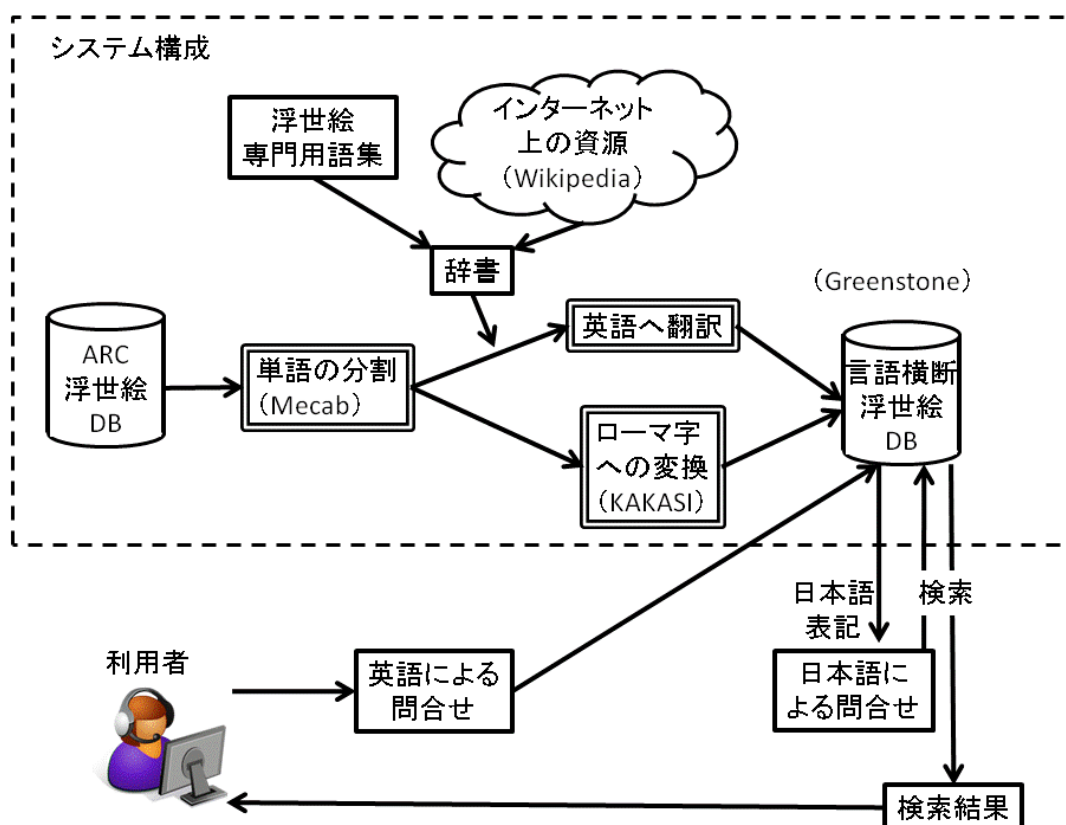 システム構成
浮世絵
専門用語集
インターネット
上の資源
（Wikipedia）
辞書
（Greenstone）
ARC
浮世絵
DB
単語の分割
（Mecab）
英語へ翻訳
ローマ字
への変換
（KAKASI）
言語横断
浮世絵
DB
日本語
表記
検索
利用者
英語による
問合せ
日本語に
よる問合せ
検索結果